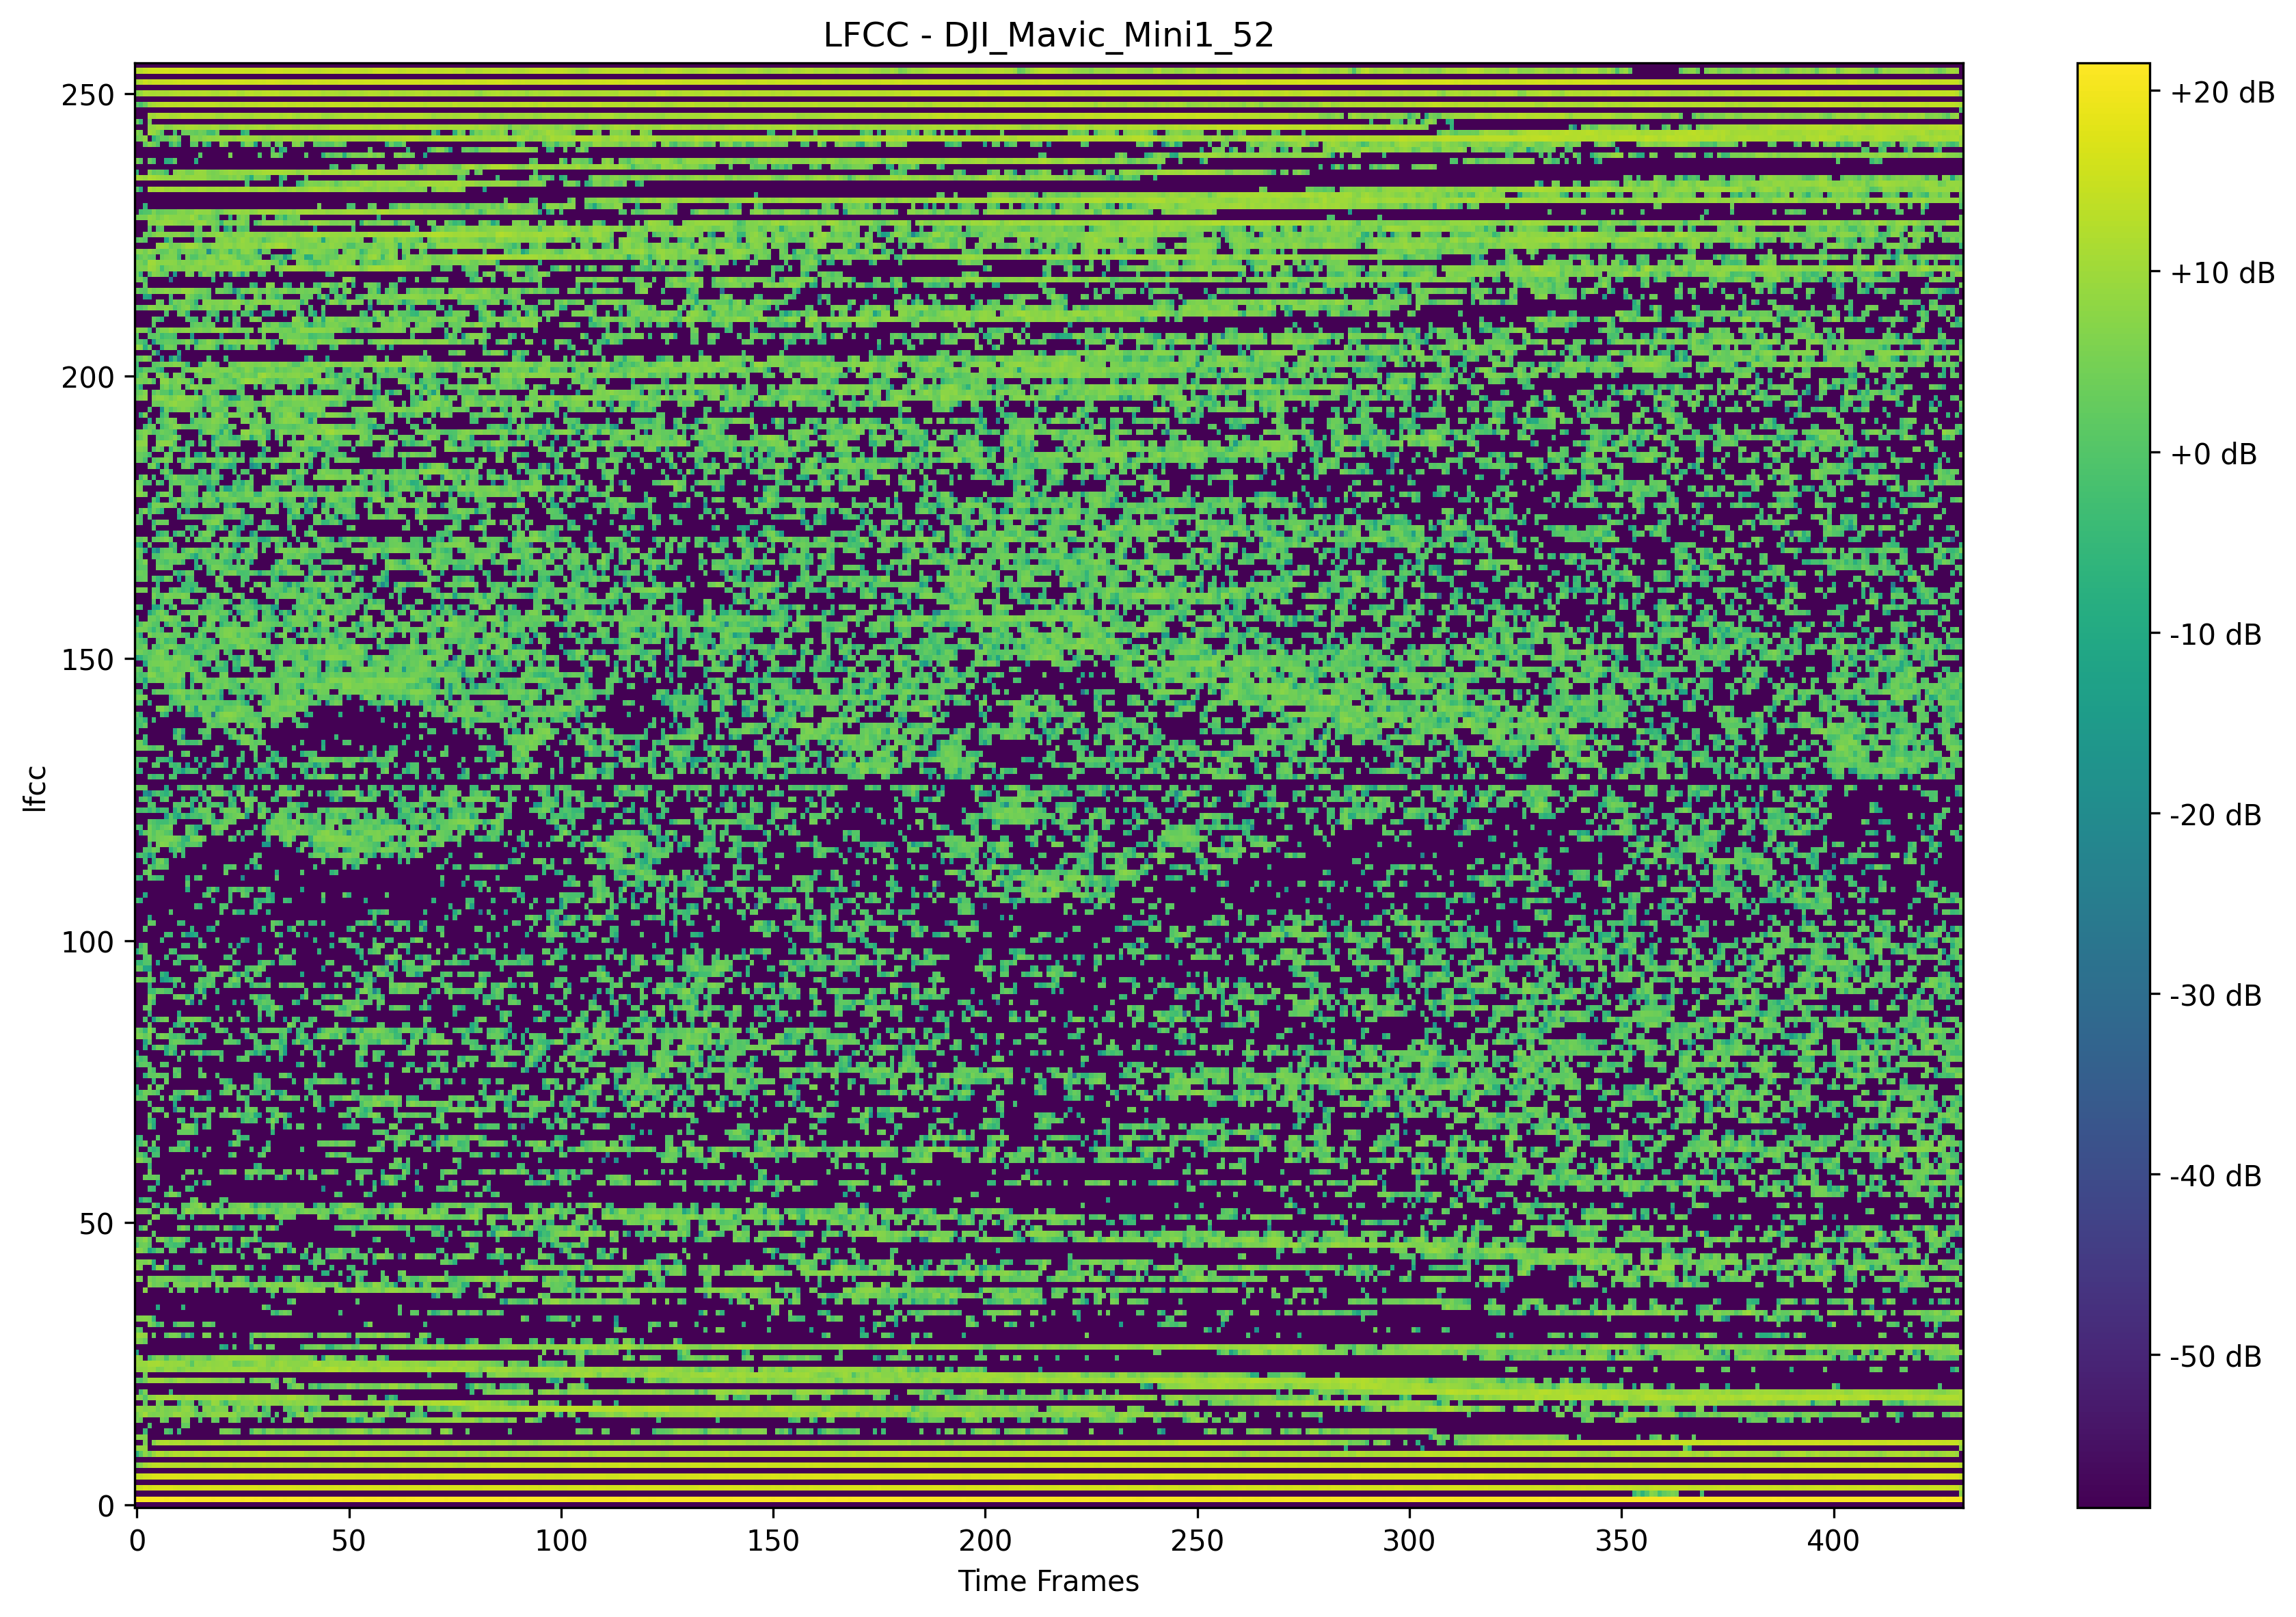 LFCC - DJI_Mavic_Mini1_52
lfcc
250
200
150
100
50
0
0 50 100 150 200 250 300 350 400
Time Frames
+20 dB
+10 dB
+0 dB
-10 dB
-20 dB
-30 dB
-40 dB
-50 dB